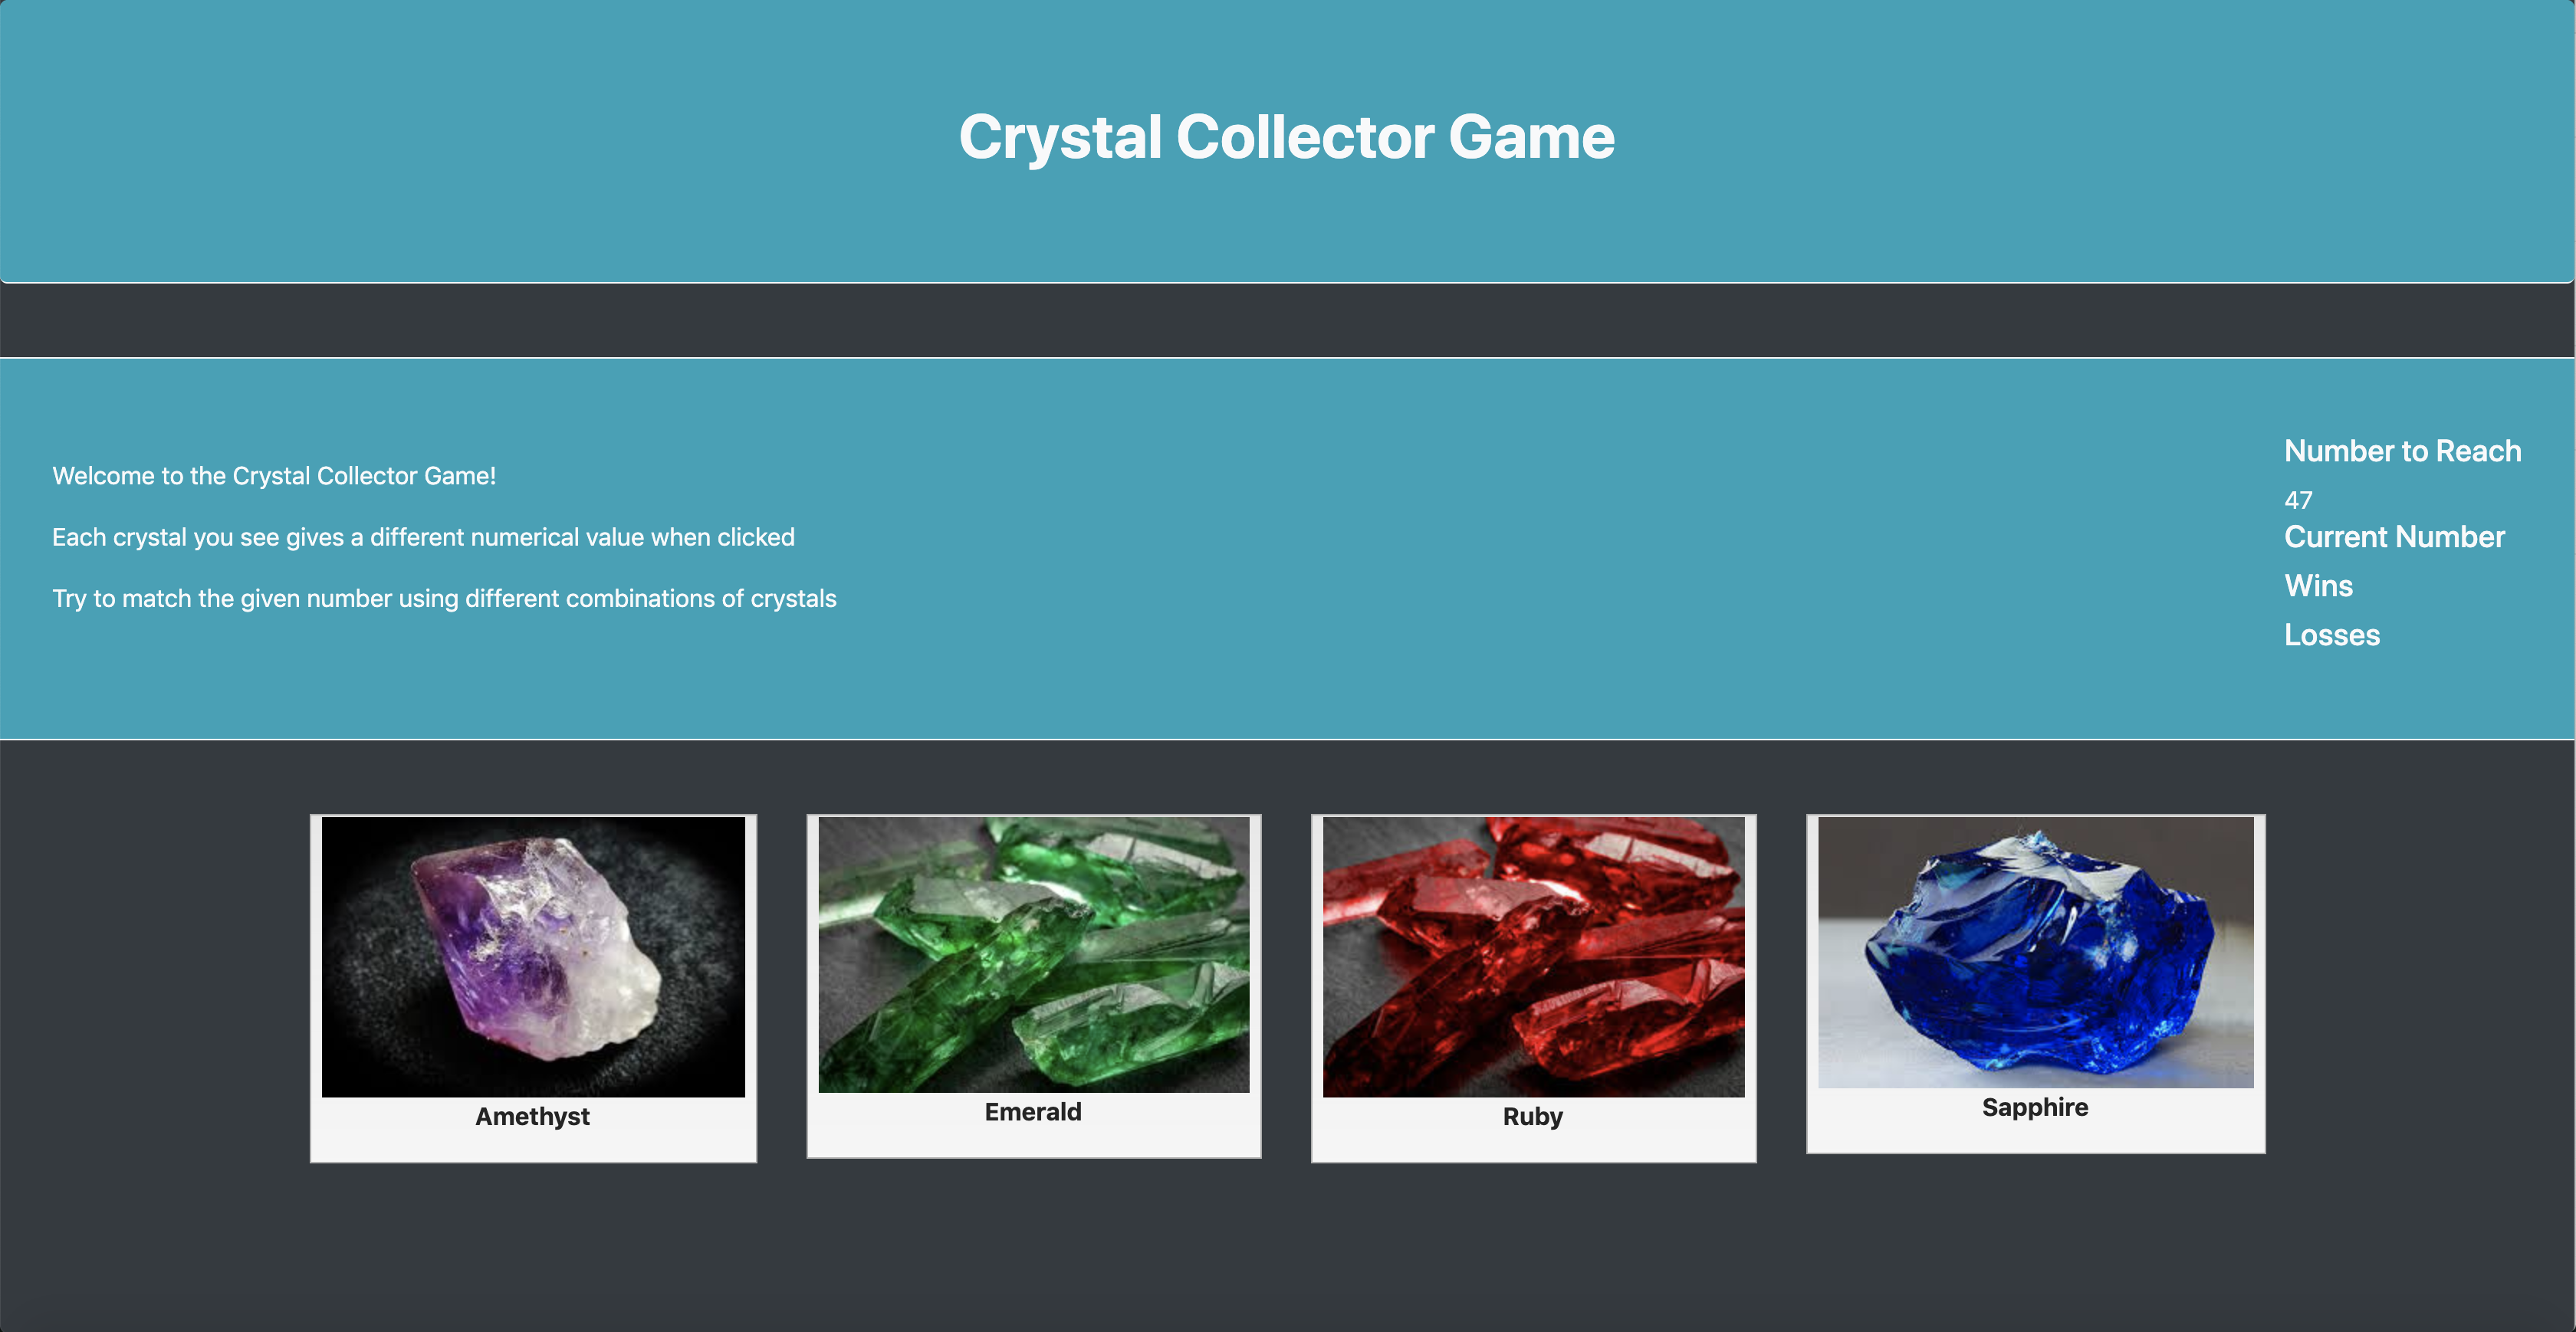 Crystal Collector Game
Welcome to the Crystal Collector Game!
Each crystal you see gives a different numerical value when clicked
Try to match the given number using different combinations of crystals
Number to Reach
47
Current Number
Wins
Losses
Amethyst
Emerald
Ruby
Sapphire